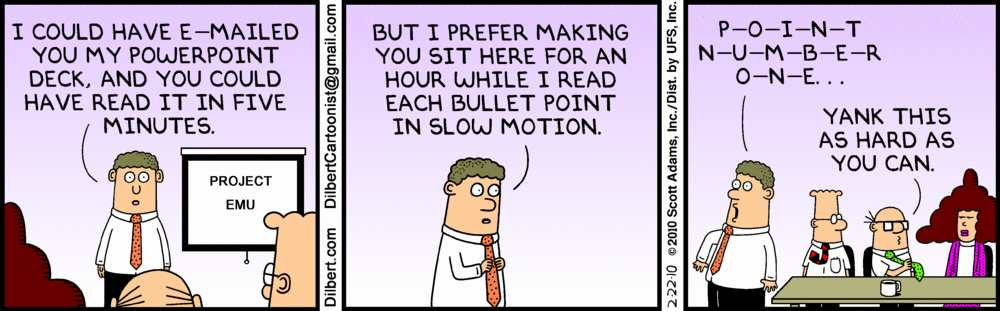 I COULD HAVE E-MAILED
YOU MY POWERPOINT
DECK, AND YOU COULD
HAVE READ IT IN FIVE
MINUTES.
PROJECT
EMU
Dilbert.com DilbertCartoonist@gmail.com
BUT I PREFER MAKING
YOU SIT HERE FOR AN
HOUR WHILE I READ
EACH BULLET POINT
IN SLOW MOTION.
2-22-10 © 2010 Scott Adams, Inc./Dist. by UFS, Inc.
P-O-I-N-T
N-U-M-B-E-R
O-N-E...
YANK THIS
AS HARD AS
YOU CAN.